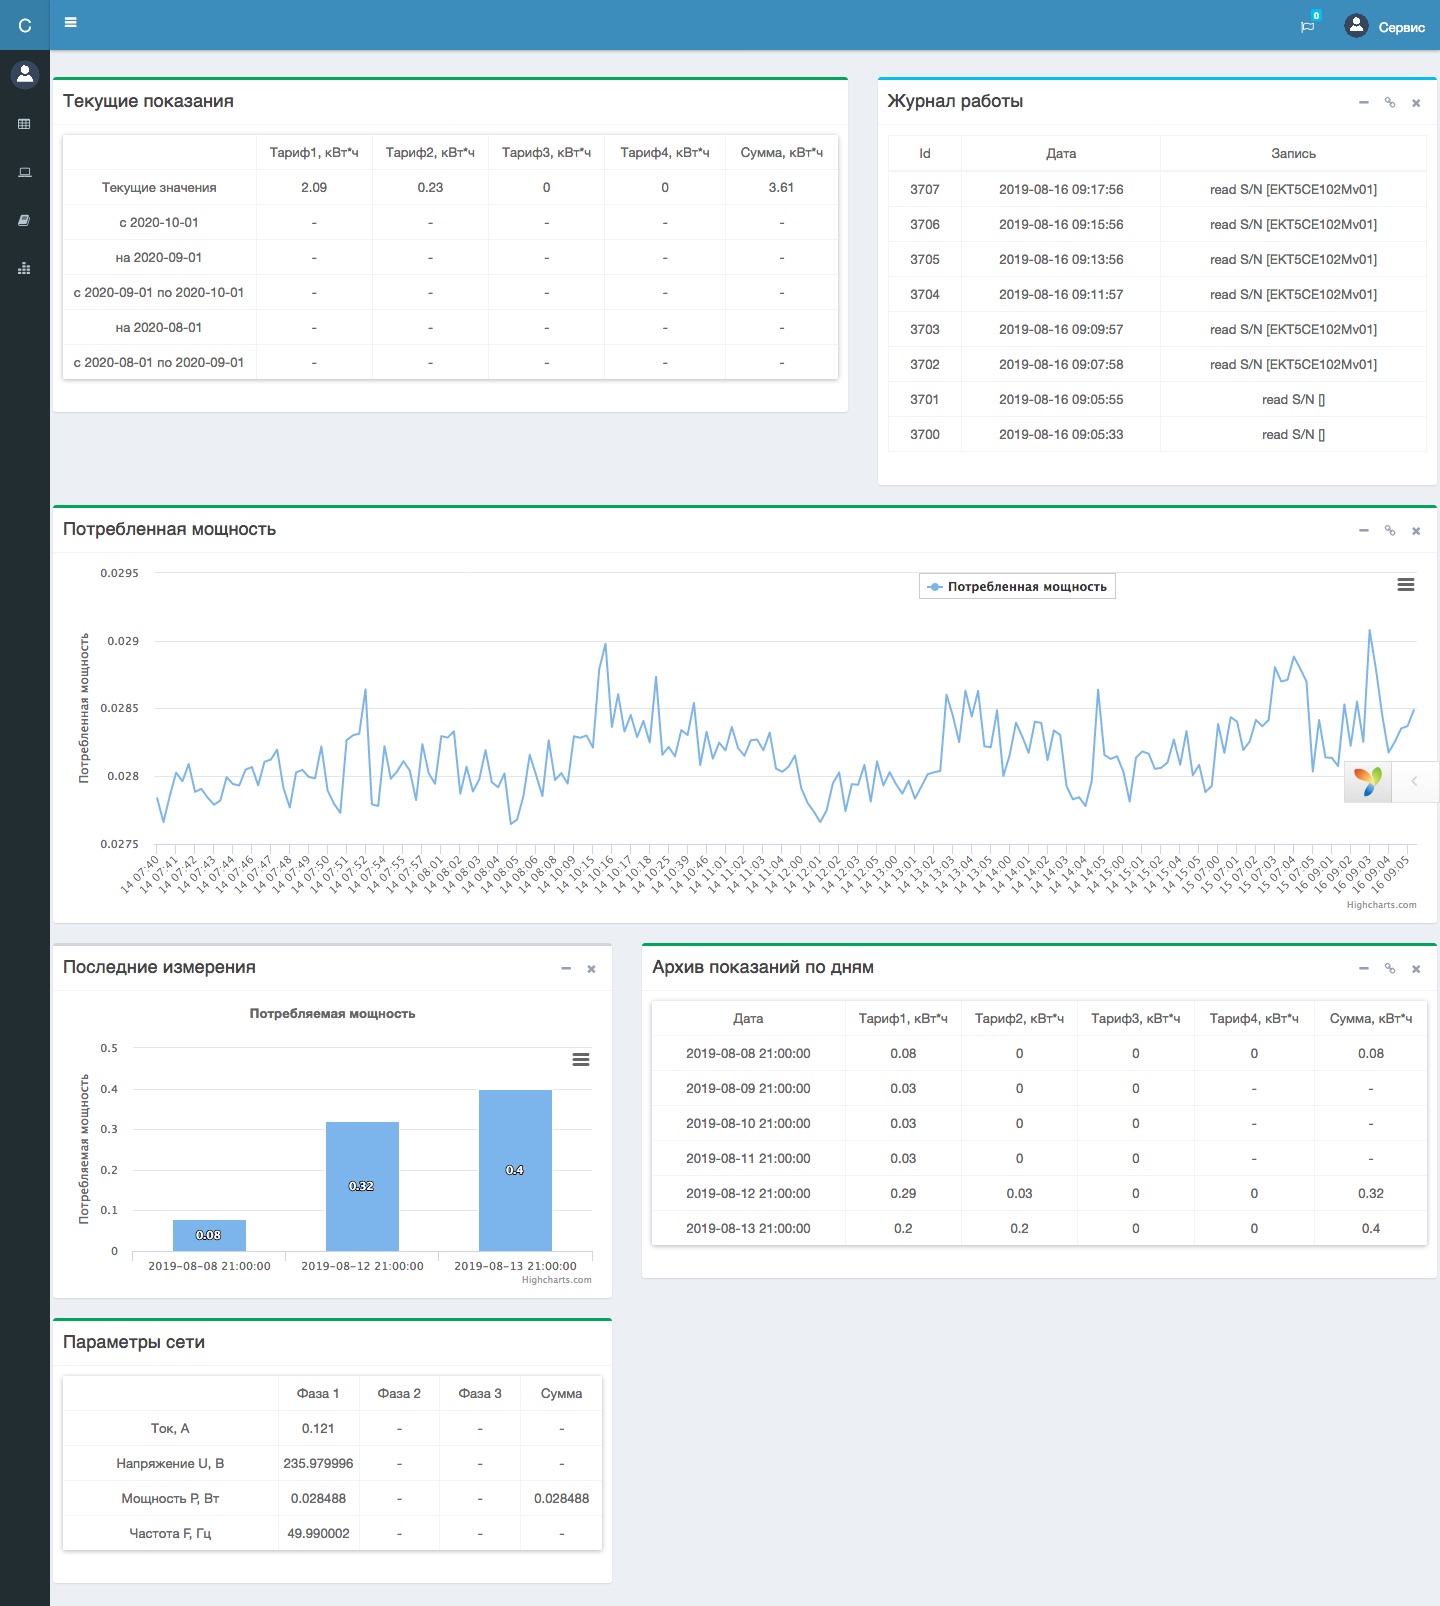 C
0
Сервис
Текущие показания
Тариф1, кВт*ч Тариф2, кВт*ч Тариф3, кВт*ч Тариф4, кВт*ч Сумма, кВт*ч
Текущие значения 2.09 0.23 0 0 3.61
с 2020-10-01 - - - - -
на 2020-09-01 - - - - -
с 2020-09-01 по 2020-10-01 - - - - -
на 2020-08-01 - - - - -
с 2020-08-01 по 2020-09-01 - - - - -
Журнал работы
Id Дата Запись
3707 2019-08-16 09:17:56 read S/N [EKT5CE102Mv01]
3706 2019-08-16 09:15:56 read S/N [EKT5CE102Mv01]
3705 2019-08-16 09:13:56 read S/N [EKT5CE102Mv01]
3704 2019-08-16 09:11:57 read S/N [EKT5CE102Mv01]
3703 2019-08-16 09:09:57 read S/N [EKT5CE102Mv01]
3702 2019-08-16 09:07:58 read S/N [EKT5CE102Mv01]
3701 2019-08-16 09:05:55 read S/N []
3700 2019-08-16 09:05:33 read S/N []
Потребленная мощность
Потребленная мощность
Потребленная мощность
0.0295
0.029
0.0285
0.028
0.0275
14 07:40
14 07:41
14 07:42
14 07:43
14 07:44
14 07:46
14 07:47
14 07:48
14 07:49
14 07:50
14 07:51
14 07:52
14 07:54
14 07:55
14 07:57
14 08:01
14 08:02
14 08:03
14 08:04
14 08:05
14 08:06
14 08:08
14 10:09
14 10:15
14 10:16
14 10:17
14 10:18
14 10:25
14 10:39
14 10:46
14 11:01
14 11:02
14 11:03
14 11:04
14 12:00
14 12:01
14 12:02
14 12:03
14 12:05
14 13:00
14 13:01
14 13:02
14 13:03
14 13:04
14 14:00
14 14:01
14 14:02
14 14:03
14 14:04
14 14:05
14 15:00
14 15:02
14 15:04
14 15:05
15 07:00
15 07:01
15 07:02
15 07:03
15 07:04
15 07:05
16 09:01
16 09:02
16 09:03
16 09:04
16 09:05
Highcharts.com
Последние измерения
Потребляемая мощность
Потребляемая мощность
0.5
0.4
0.3
0.2
0.1
0
0.08
0.32
0.4
2019-08-08 21:00:00 2019-08-12 21:00:00 2019-08-13 21:00:00
Highcharts.com
Архив показаний по дням
Дата Тариф1, кВт*ч Тариф2, кВт*ч Тариф3, кВт*ч Тариф4, кВт*ч Сумма, кВт*ч
2019-08-08 21:00:00 0.08 0 0 0 0.08
2019-08-09 21:00:00 0.03 0 0 - -
2019-08-10 21:00:00 0.03 0 0 - -
2019-08-11 21:00:00 0.03 0 0 - -
2019-08-12 21:00:00 0.29 0.03 0 0 0.32
2019-08-13 21:00:00 0.2 0.2 0 0 0.4
Параметры сети
Фаза 1 Фаза 2 Фаза 3 Сумма
Ток, А 0.121 - - -
Напряжение U, В 235.979996 - - -
Мощность P, Вт 0.028488 - - 0.028488
Частота F, Гц 49.990002 - - -